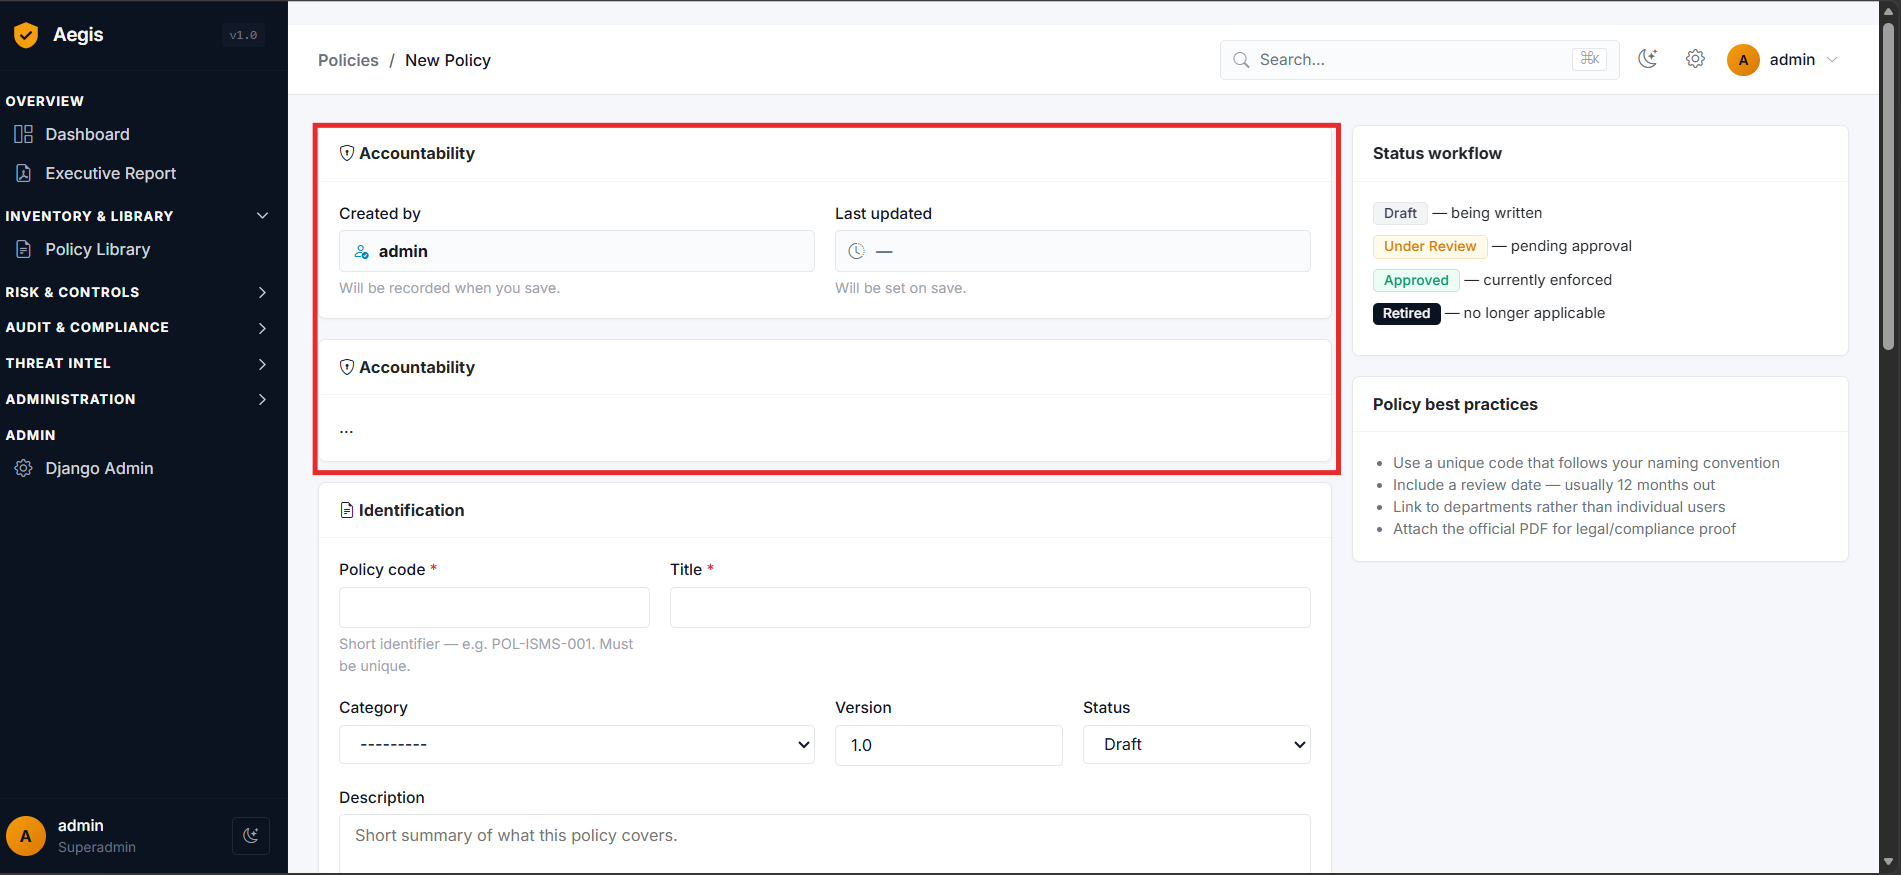 Aegis
v1.0
OVERVIEW
Dashboard
Executive Report
INVENTORY & LIBRARY
Policy Library
RISK & CONTROLS
AUDIT & COMPLIANCE
THREAT INTEL
ADMINISTRATION
ADMIN
Django Admin
A
admin
Superadmin
Policies / New Policy
Search...
⌘K
A
admin
Accountability
Created by
admin
Will be recorded when you save.
Last updated
—
Will be set on save.
Accountability
...
Identification
Policy code *
Short identifier — e.g. POL-ISMS-001. Must
be unique.
Title *
Category
---------
Version
1.0
Status
Draft
Description
Short summary of what this policy covers.
Status workflow
Draft — being written
Under Review — pending approval
Approved — currently enforced
Retired — no longer applicable
Policy best practices
• Use a unique code that follows your naming convention
• Include a review date — usually 12 months out
• Link to departments rather than individual users
• Attach the official PDF for legal/compliance proof